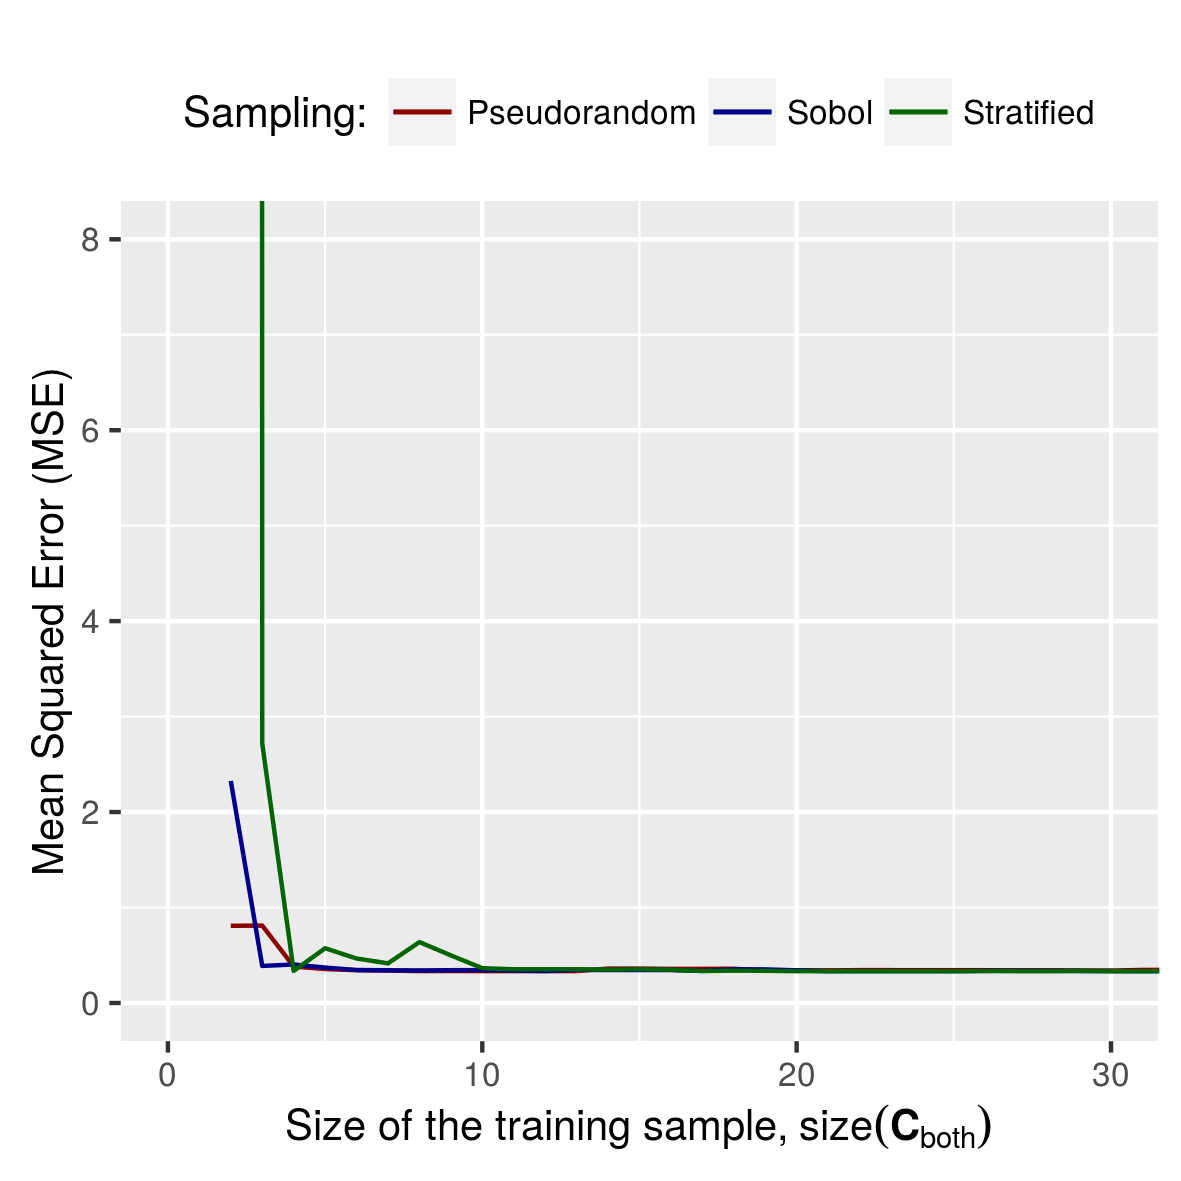 Sampling: Pseudorandom Sobol Stratified
Mean Squared Error (MSE)
8
6
4
2
0
0 10 20 30
Size of the training sample, size(C_both)